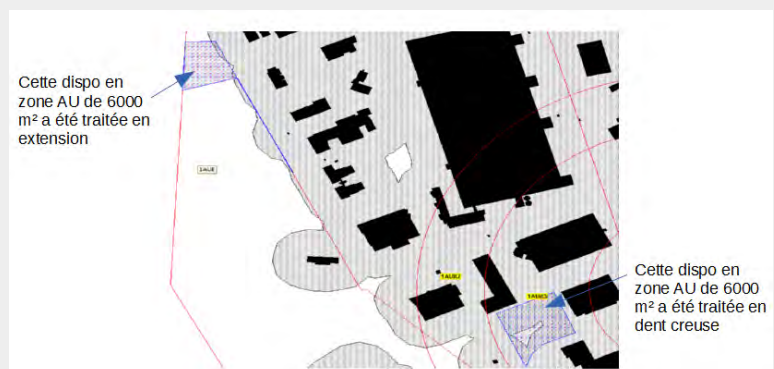 Cette dispo en
zone AU de 6000
m² a été traitée en
extension
1AUB2
Cette dispo en
zone AU de 6000
m² a été traitée en
dent creuse